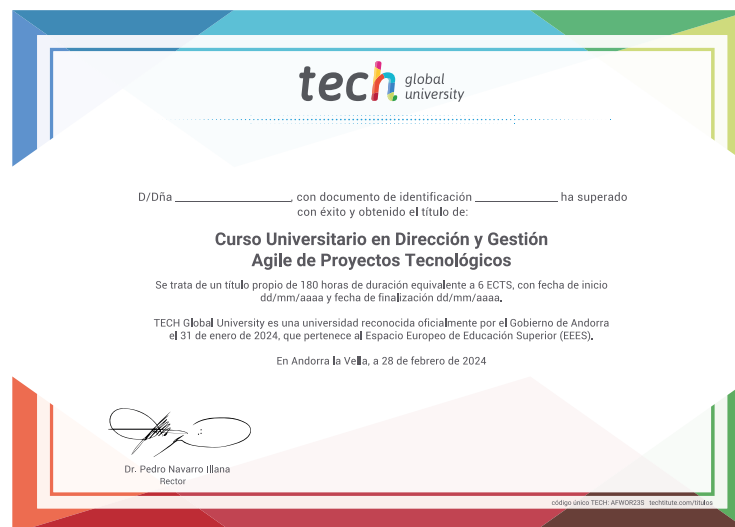 tech global
university
D/Dña ____________, con documento de identificación ____________ ha superado
con éxito y obtenido el título de:
Curso Universitario en Dirección y Gestión
Agile de Proyectos Tecnológicos
Se trata de un título propio de 180 horas de duración equivalente a 6 ECTS, con fecha de inicio
dd/mm/aaaa y fecha de finalización dd/mm/aaaa.
TECH Global University es una universidad reconocida oficialmente por el Gobierno de Andorra
el 31 de enero de 2024, que pertenece al Espacio Europeo de Educación Superior (EEES).
En Andorra la Vella, a 28 de febrero de 2024
Dr. Pedro Navarro Illana
Rector
código único TECH: AFWOR23S techtitute.com/titulos